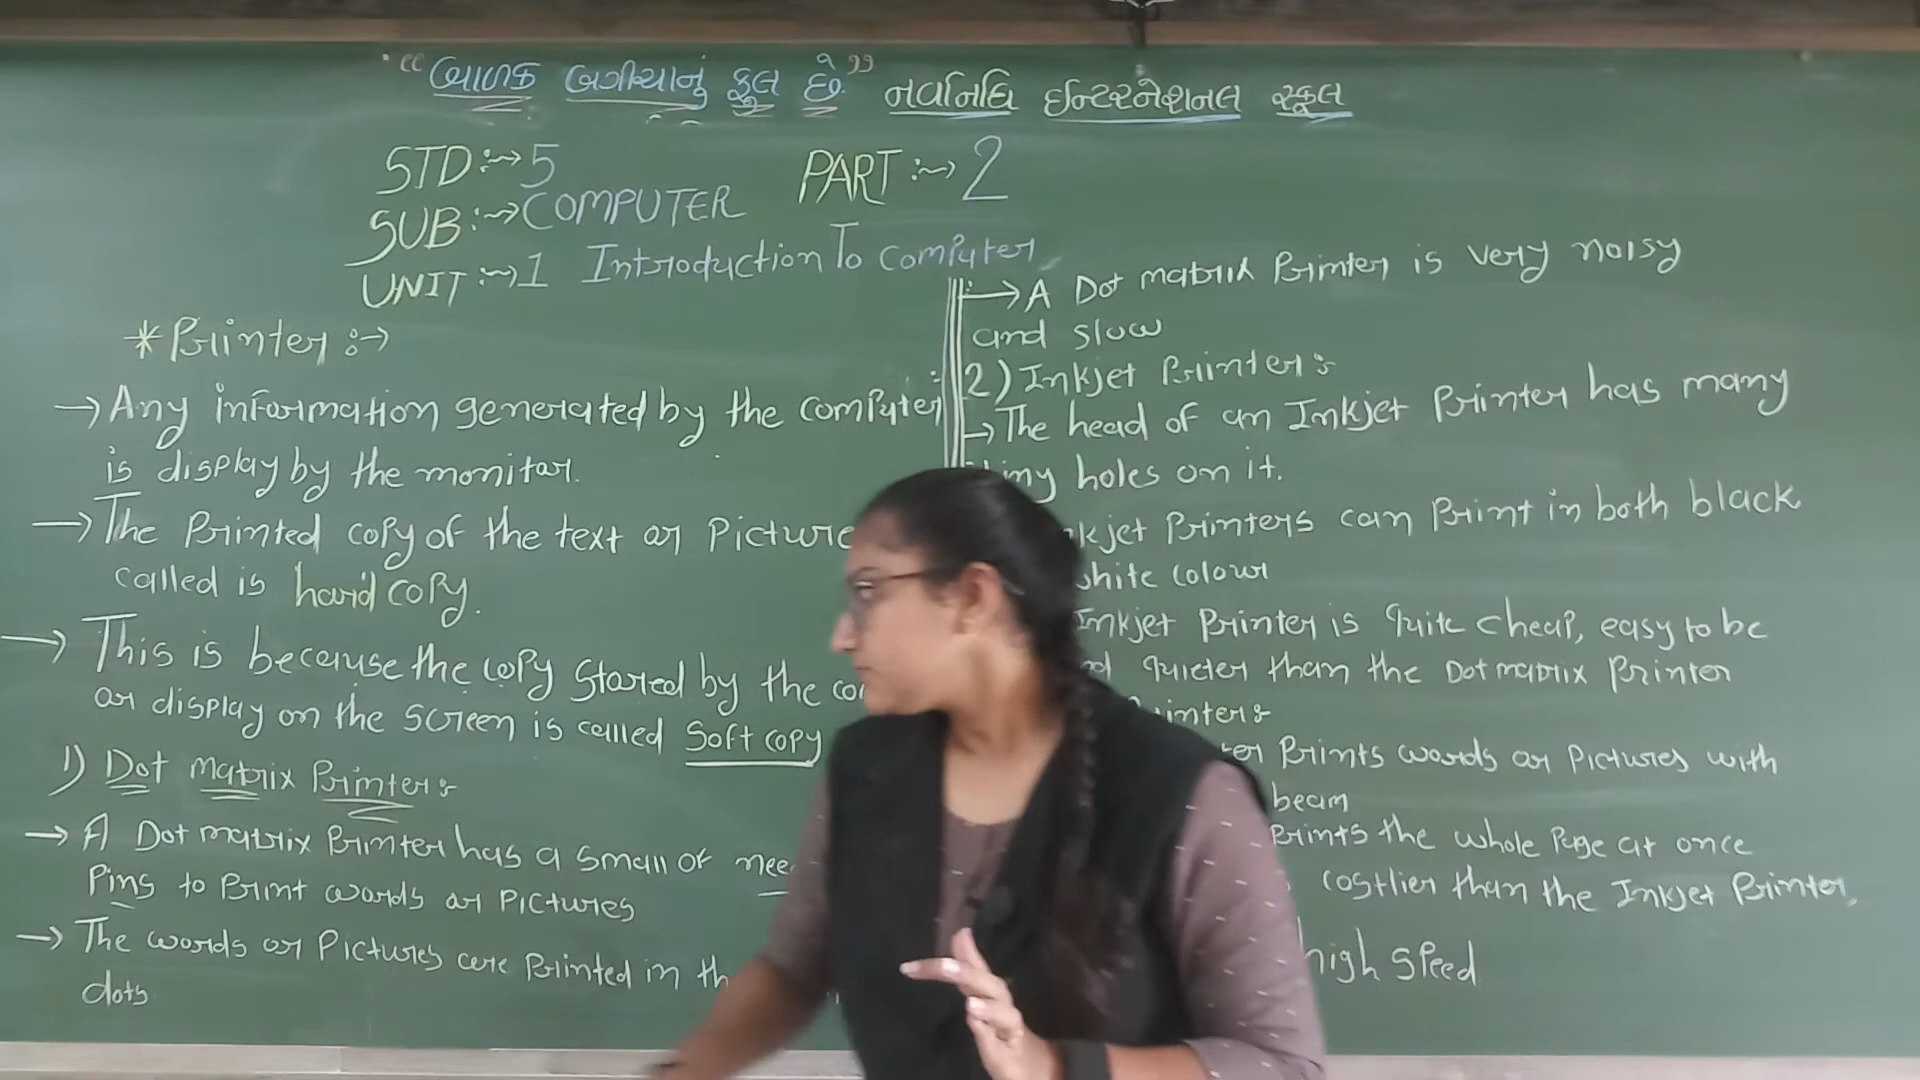 “બાળક બગીચાનું ફૂલ છે” નવનિધિ ઈન્ટરનેશનલ સ્કૂલ
STD :→ 5 PART :→ 2
SUB :→ COMPUTER
UNIT :→ 1 Introduction To Computer
* Printer :→
→ Any information generated by the computer
is display by the monitor.
→ The Printed copy of the text or Picture
called is hard copy.
→ This is because the copy stored by the
or display on the screen is called Soft copy
1) Dot Matrix Printer :
→ A Dot matrix Printer has a small of
Pins to Print words or Pictures
→ The words or Pictures are Printed in
dots
→ A Dot matrix Printer is very noisy
and slow
2) Inkjet Printer :
→ The head of an Inkjet Printer has many
holes on it.
Printers can Print in both black
colour
Inkjet Printer is quite cheap, easy to be
quieter than the Dot matrix Printer
Prints words or Pictures with
beam
Prints the whole Page at once
costlier than the Inkjet Printer.
high speed